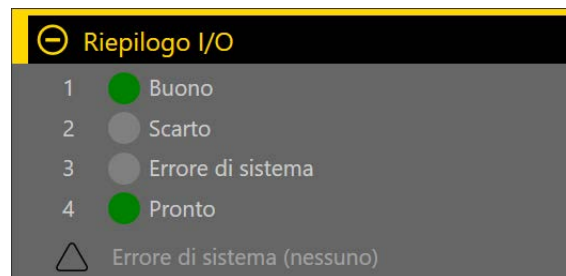 Riepilogo I/O
1 Buono
2 Scarto
3 Errore di sistema
4 Pronto
Errore di sistema (nessuno)